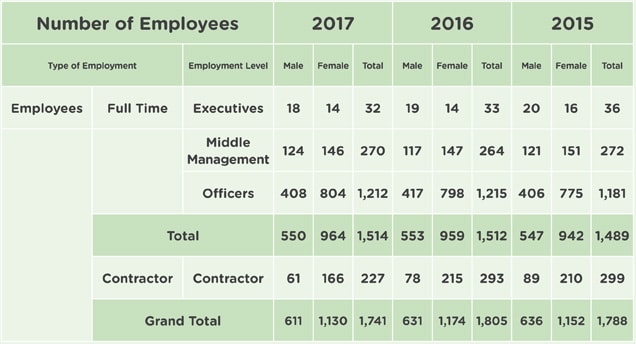 Number of Employees 2017 2016 2015
Type of Employment Employment Level Male Female Total Male Female Total Male Female Total
Employees Full Time Executives 18 14 32 19 14 33 20 16 36
Middle
Management 124 146 270 117 147 264 121 151 272
Officers 408 804 1,212 417 798 1,215 406 775 1,181
Total 550 964 1,514 553 959 1,512 547 942 1,489
Contractor Contractor 61 166 227 78 215 293 89 210 299
Grand Total 611 1,130 1,741 631 1,174 1,805 636 1,152 1,788